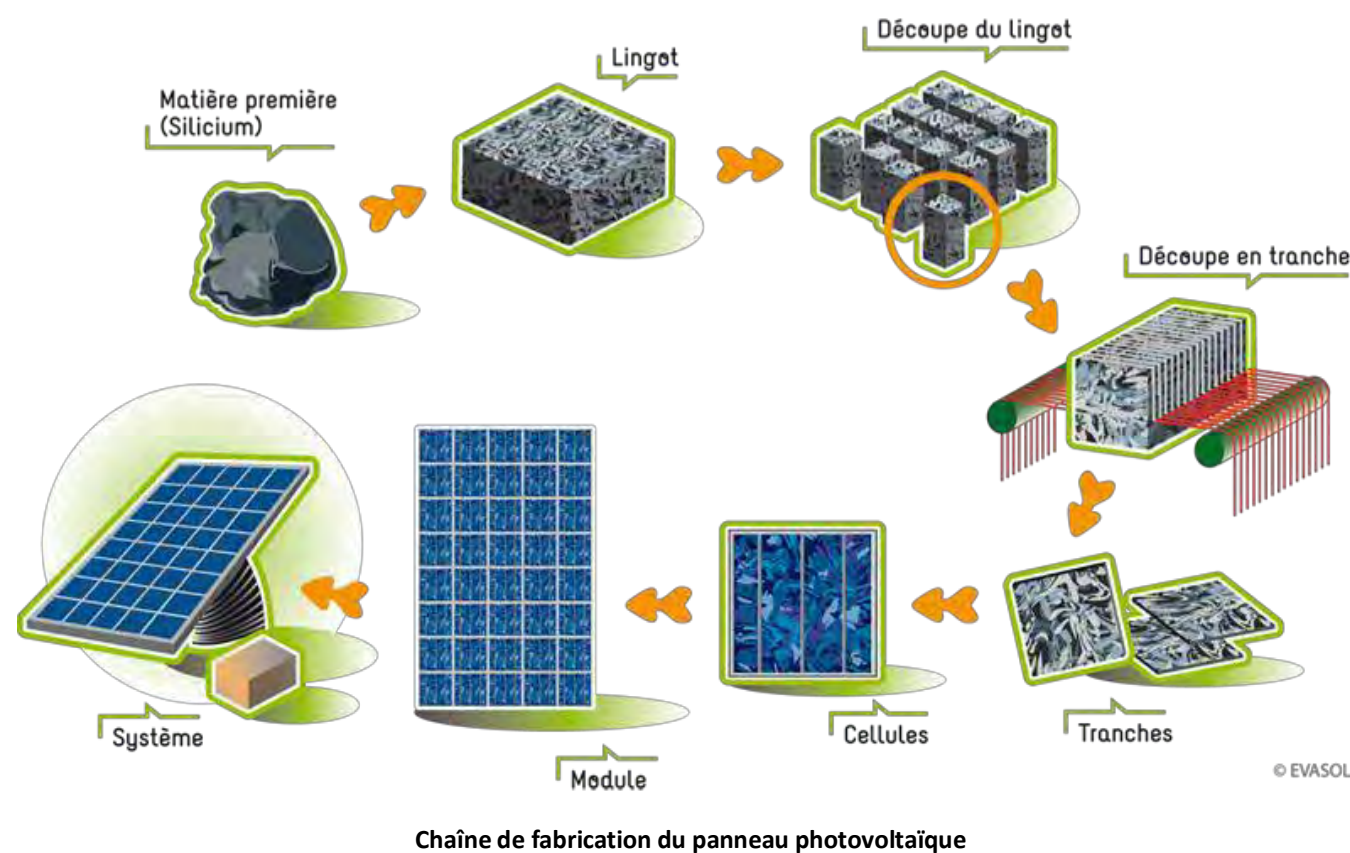 Matière première
(Silicium)
Lingot
Découpe du lingot
Découpe en tranche
Tranches
Cellules
Module
Système
© EVASOL
Chaîne de fabrication du panneau photovoltaïque